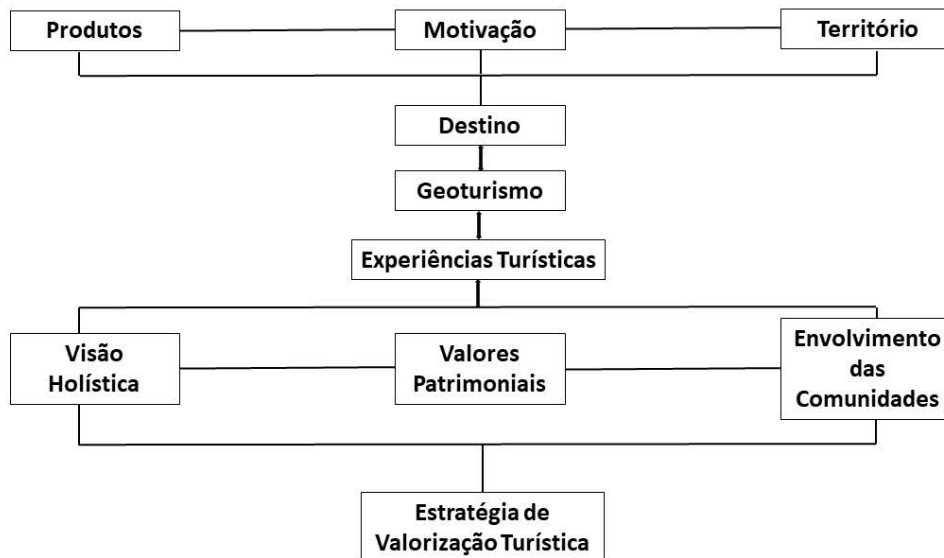 Produtos
Motivação
Território
Destino
Geoturismo
Experiências Turísticas
Visão
Holística
Valores
Patrimoniais
Envolvimento
das
Comunidades
Estratégia de
Valorização Turística